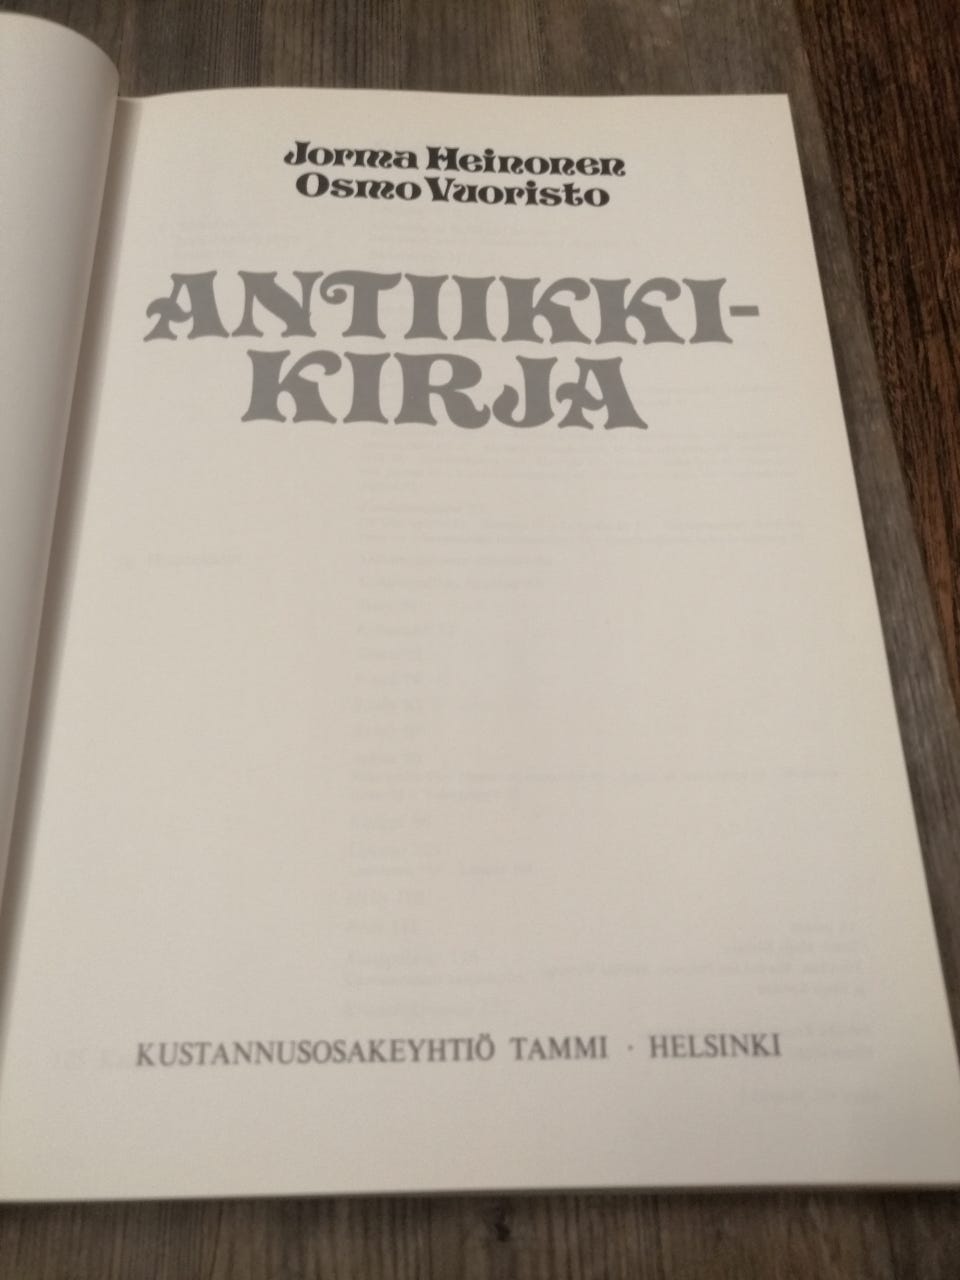 Jorma Heinonen
Osmo Vuoristo
ANTIIKKI-
KIRJA
KUSTANNUSOSAKEYHTIÖ TAMMI · HELSINKI